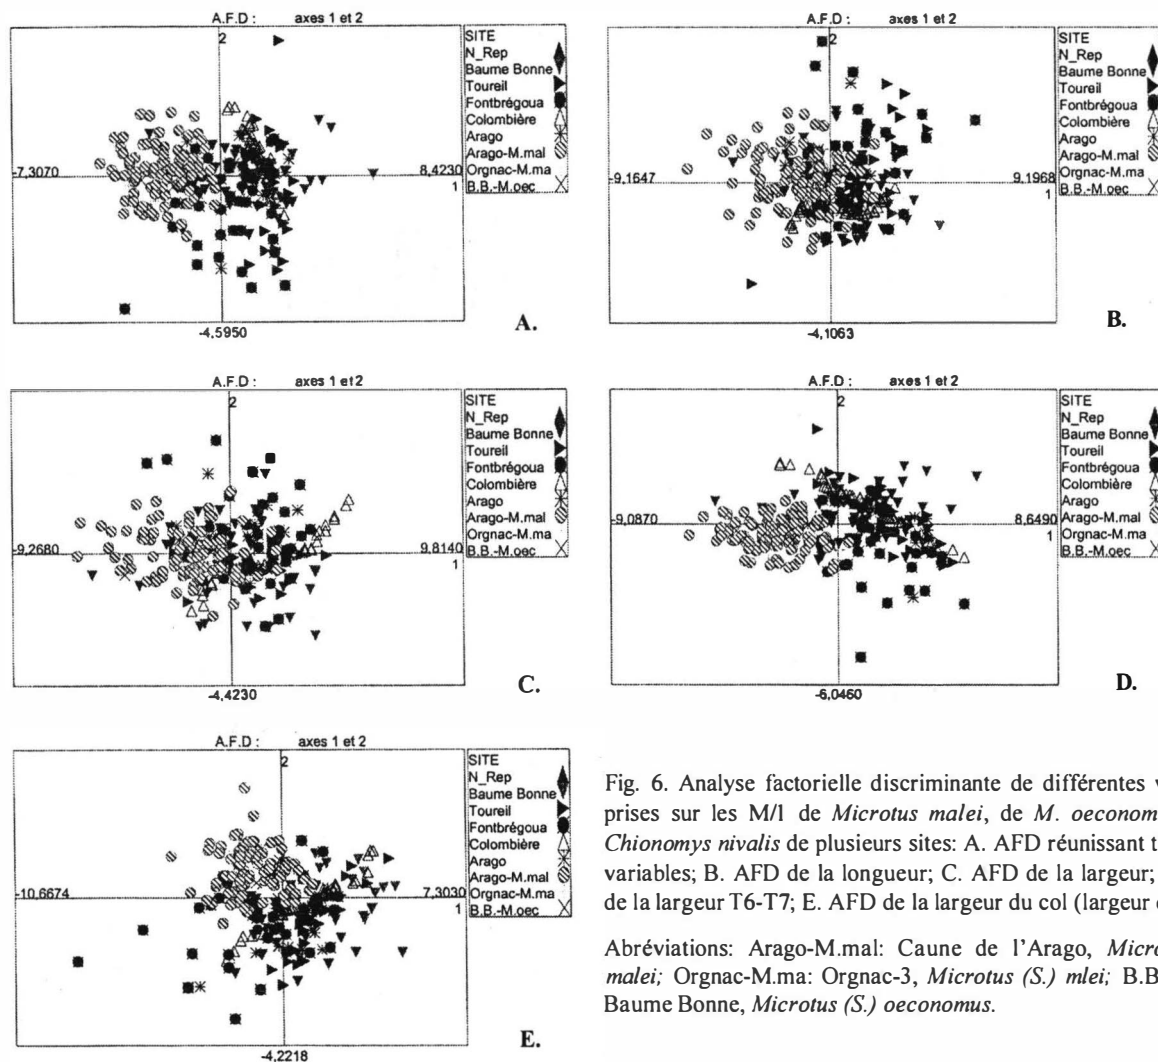 A.F.D : axes 1 et 2
2
SITE
N_Rep
Baume Bonne
Toureil
Fontbrégoua
Colombière
Arago
Arago-M.mal
Orgnac-M.ma
B.B.-M.oec
-7,3070
8,4230
1
-4,5950
A.
A.F.D : axes 1 et 2
2
SITE
N_Rep
Baume Bonne
Toureil
Fontbrégoua
Colombière
Arago
Arago-M.mal
Orgnac-M.ma
B.B.-M.oec
-9,1647
9,1968
1
-4,1063
B.
A.F.D : axes 1 et 2
2
SITE
N_Rep
Baume Bonne
Toureil
Fontbrégoua
Colombière
Arago
Arago-M.mal
Orgnac-M.ma
B.B.-M.oec
-9,2680
9,8140
1
-4,4230
C.
A.F.D : axes 1 et 2
2
SITE
N_Rep
Baume Bonne
Toureil
Fontbrégoua
Colombière
Arago
Arago-M.mal
Orgnac-M.ma
B.B.-M.oec
-9,0870
8,6490
1
-6,0460
D.
A.F.D : axes 1 et 2
2
SITE
N_Rep
Baume Bonne
Toureil
Fontbrégoua
Colombière
Arago
Arago-M.mal
Orgnac-M.ma
B.B.-M.oec
-10,6674
7,3030
1
-4,2218
E.
Fig. 6. Analyse factorielle discriminante de différentes
prises sur les M/1 de Microtus malei, de M. oeconom
Chionomys nivalis de plusieurs sites: A. AFD réunissant t
variables; B. AFD de la longueur; C. AFD de la largeur;
de la largeur T6-T7; E. AFD de la largeur du col (largeur
Abréviations: Arago-M.mal: Caune de l'Arago, Micro
malei; Orgnac-M.ma: Orgnac-3, Microtus (S.) mlei; B.B
Baume Bonne, Microtus (S.) oeconomus.